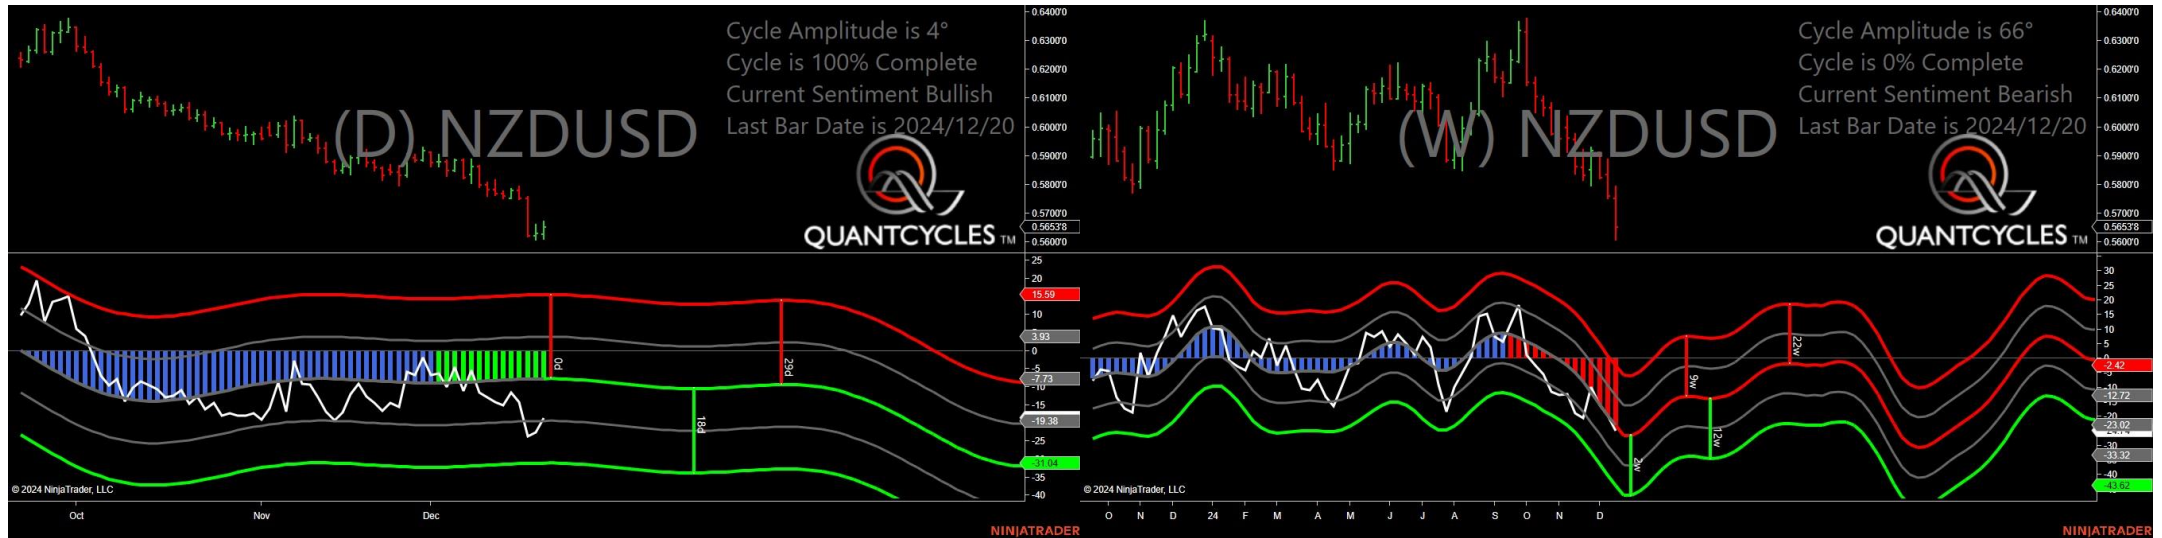 Cycle Amplitude is 4°
Cycle is 100% Complete
Current Sentiment Bullish
Last Bar Date is 2024/12/20
(D) NZDUSD
QUANTCYCLES TM
0.6400'0
0.6300'0
0.6200'0
0.6100'0
0.6000'0
0.5900'0
0.5800'0
0.5700'0
0.5653'8
0.5600'0
25
20
15.59
10
3.93
0
-5
-7.73
-10
-15
-19.38
-25
-31.04
-35
-40
0d
18d
29d
© 2024 NinjaTrader, LLC
Oct Nov Dec
NINJATRADER
Cycle Amplitude is 66°
Cycle is 0% Complete
Current Sentiment Bearish
Last Bar Date is 2024/12/20
(W) NZDUSD
QUANTCYCLES TM
0.6400'0
0.6300'0
0.6200'0
0.6100'0
0.6000'0
0.5900'0
0.5800'0
0.5700'0
0.5653'8
0.5600'0
30
25
20
15
10
5
0
-2.42
-5
-12.72
-15
-20
-23.02
-30
-33.32
-40
-43.62
2w
9w
12w
22w
© 2024 NinjaTrader, LLC
O N D 24 F M A M J J A S O N D
NINJATRADER